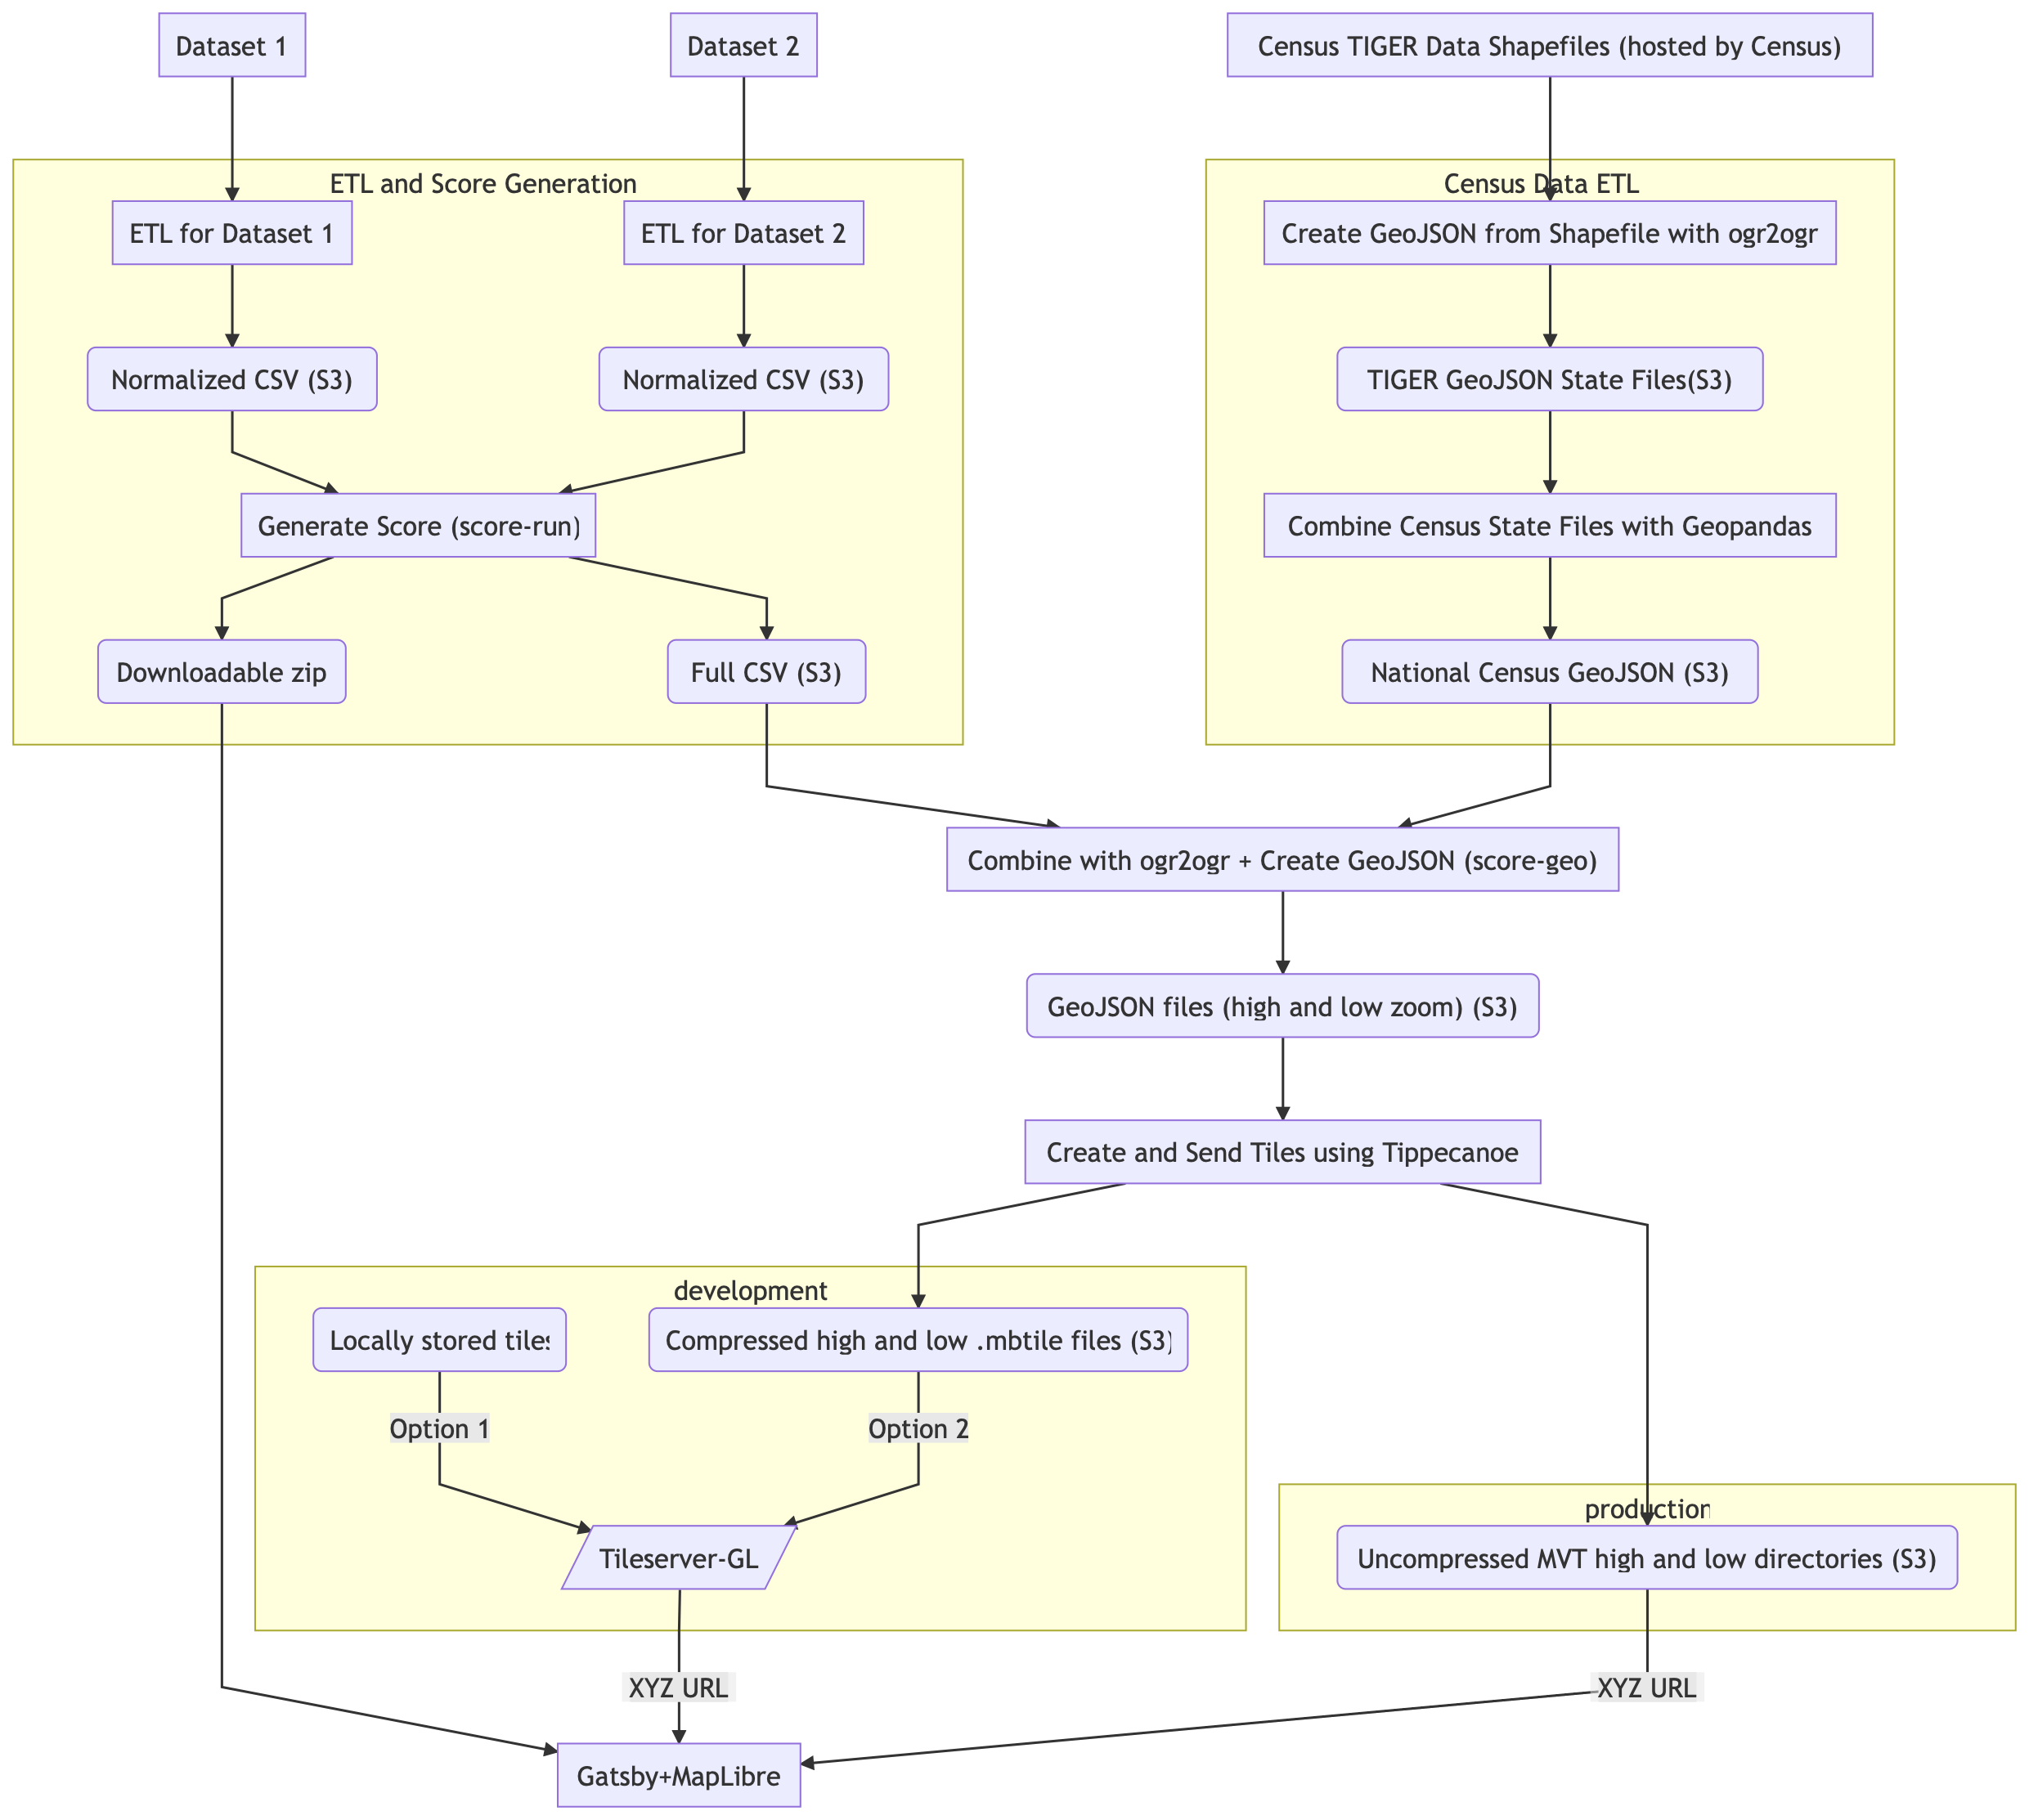 Dataset 1
Dataset 2
Census TIGER Data Shapefiles (hosted by Census)
ETL and Score Generation
Census Data ETL
ETL for Dataset 1
ETL for Dataset 2
Create GeoJSON from Shapefile with ogr2ogr
Normalized CSV (S3)
Normalized CSV (S3)
TIGER GeoJSON State Files(S3)
Generate Score (score-run)
Combine Census State Files with Geopandas
Downloadable zip
Full CSV (S3)
National Census GeoJSON (S3)
Combine with ogr2ogr + Create GeoJSON (score-geo)
GeoJSON files (high and low zoom) (S3)
Create and Send Tiles using Tippecanoe
development
Locally stored tiles
Compressed high and low .mbtile files (S3)
Option 1
Option 2
production
Tileserver-GL
Uncompressed MVT high and low directories (S3)
XYZ URL
XYZ URL
Gatsby+MapLibre